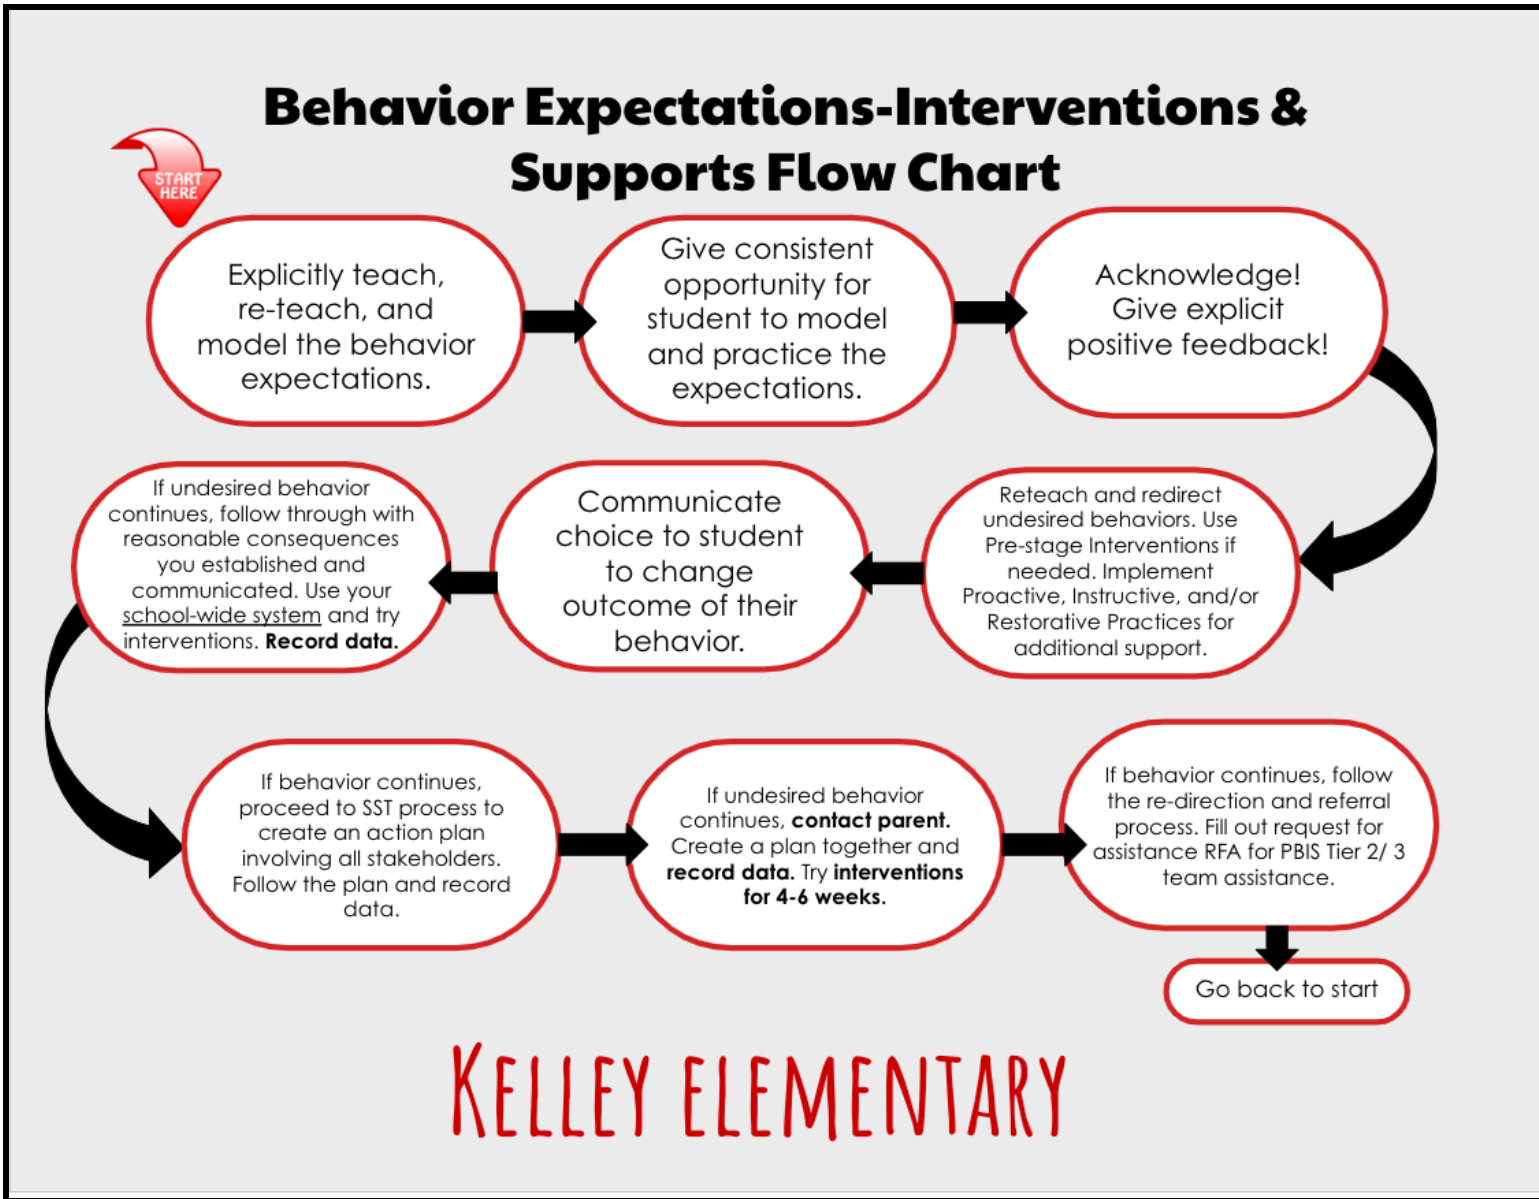 Behavior Expectations-Interventions &
Supports Flow Chart
START
HERE
Explicitly teach,
re-teach, and
model the behavior
expectations.
Give consistent
opportunity for
student to model
and practice the
expectations.
Acknowledge!
Give explicit
positive feedback!
Reteach and redirect
undesired behaviors. Use
Pre-stage Interventions if
needed. Implement
Proactive, Instructive, and/or
Restorative Practices for
additional support.
Communicate
choice to student
to change
outcome of their
behavior.
If undesired behavior
continues, follow through with
reasonable consequences
you established and
communicated. Use your
school-wide system and try
interventions. Record data.
If behavior continues,
proceed to SST process to
create an action plan
involving all stakeholders.
Follow the plan and record
data.
If undesired behavior
continues, contact parent.
Create a plan together and
record data. Try interventions
for 4-6 weeks.
If behavior continues, follow
the re-direction and referral
process. Fill out request for
assistance RFA for PBIS Tier 2/ 3
team assistance.
Go back to start
KELLEY ELEMENTARY